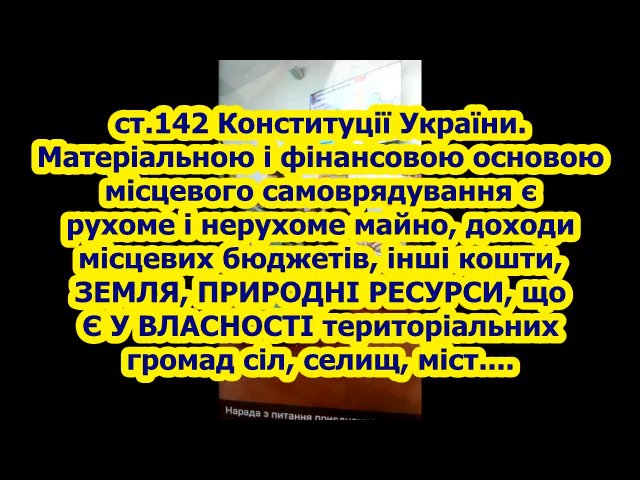 ст.142 Конституції України.
Матеріальною і фінансовою основою
місцевого самоврядування є
рухоме і нерухоме майно, доходи
місцевих бюджетів, інші кошти,
ЗЕМЛЯ, ПРИРОДНІ РЕСУРСИ, що
Є У ВЛАСНОСТІ територіальних
громад сіл, селищ, міст....
Нарада з питання